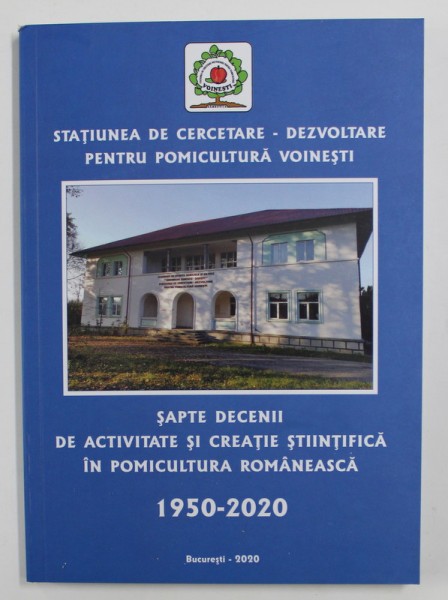 VOINEȘTI
STAȚIUNEA DE CERCETARE - DEZVOLTARE
PENTRU POMICULTURĂ VOINEȘTI
ȘAPTE DECENII
DE ACTIVITATE ȘI CREAȚIE ȘTIINȚIFICĂ
ÎN POMICULTURA ROMÂNEASCĂ
1950-2020
București - 2020